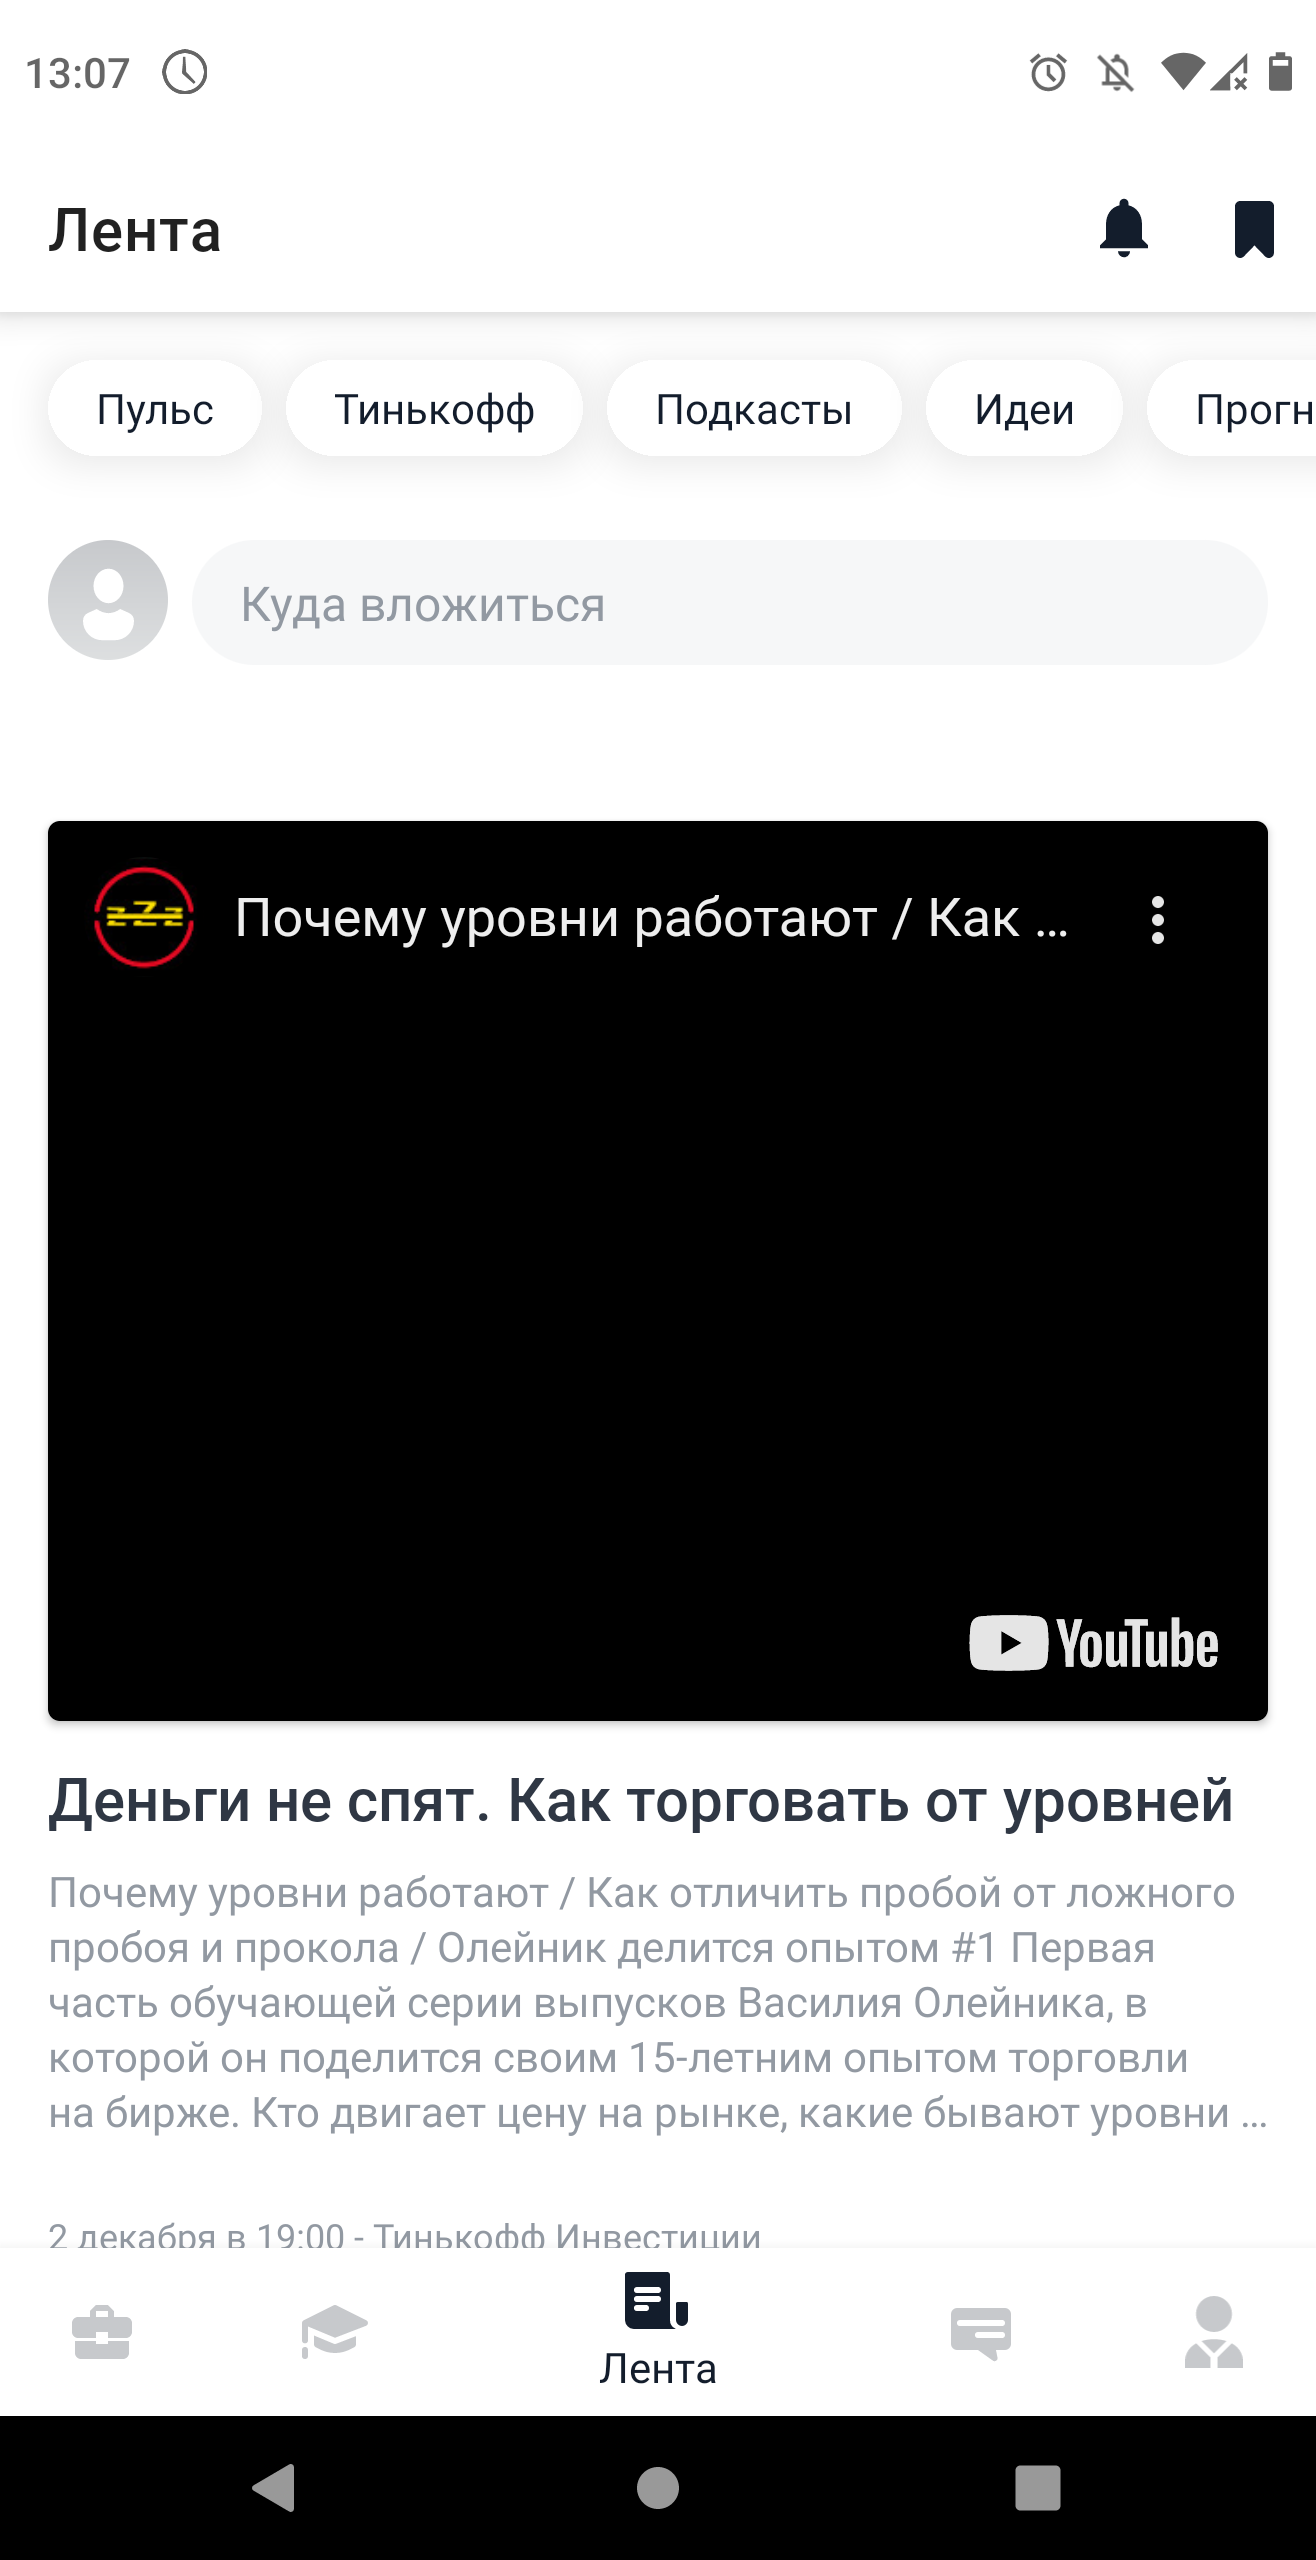 13:07
Лента
Пульс
Тинькофф
Подкасты
Идеи
Прогн
Куда вложиться
zZz
Почему уровни работают / Как ...
YouTube
Деньги не спят. Как торговать от уровней
Почему уровни работают / Как отличить пробой от ложного
пробоя и прокола / Олейник делится опытом #1 Первая
часть обучающей серии выпусков Василия Олейника, в
которой он поделится своим 15-летним опытом торговли
на бирже. Кто двигает цену на рынке, какие бывают уровни ...
2 декабря в 19:00 - Тинькофф Инвестиции
Лента